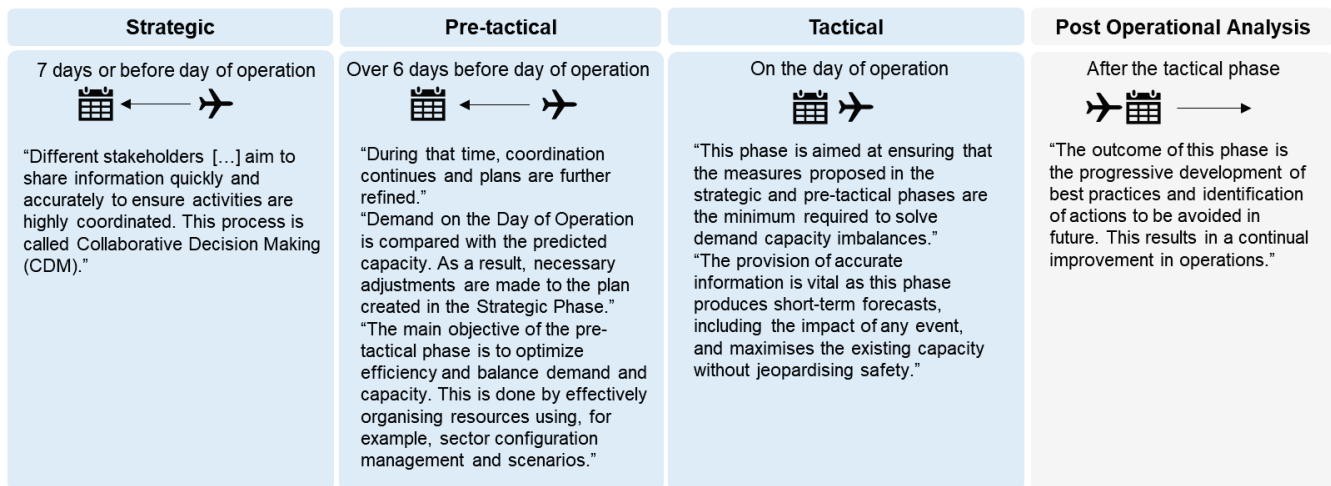 Strategic
7 days or before day of operation
“Different stakeholders […] aim to
share information quickly and
accurately to ensure activities are
highly coordinated. This process is
called Collaborative Decision Making
(CDM).”
Pre-tactical
Over 6 days before day of operation
“During that time, coordination
continues and plans are further
refined.”
“Demand on the Day of Operation
is compared with the predicted
capacity. As a result, necessary
adjustments are made to the plan
created in the Strategic Phase.”
“The main objective of the pre-
tactical phase is to optimize
efficiency and balance demand and
capacity. This is done by effectively
organising resources using, for
example, sector configuration
management and scenarios.”
Tactical
On the day of operation
“This phase is aimed at ensuring that
the measures proposed in the
strategic and pre-tactical phases are
the minimum required to solve
demand capacity imbalances.”
“The provision of accurate
information is vital as this phase
produces short-term forecasts,
including the impact of any event,
and maximises the existing capacity
without jeopardising safety.”
Post Operational Analysis
After the tactical phase
“The outcome of this phase is
the progressive development of
best practices and identification
of actions to be avoided in
future. This results in a continual
improvement in operations.”